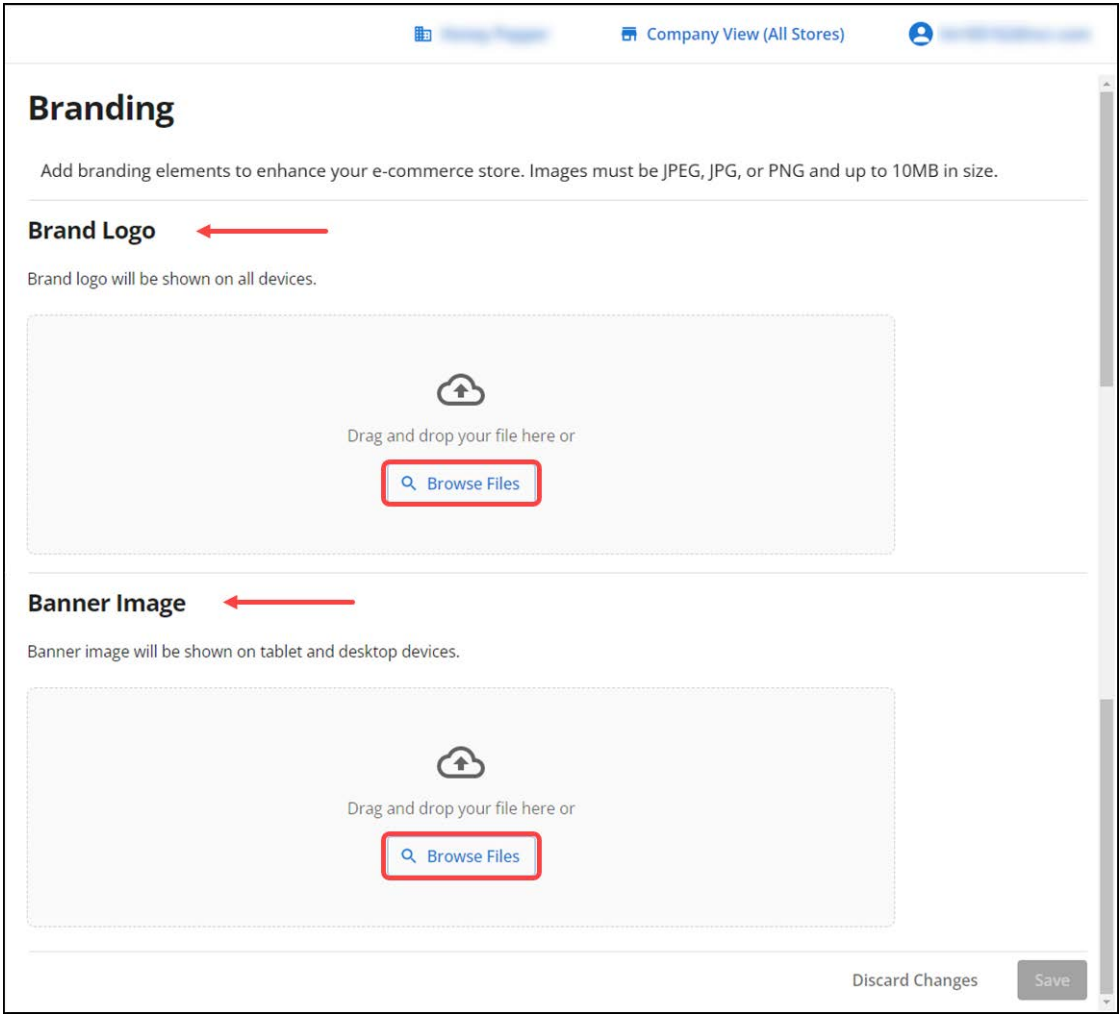 Company View (All Stores)
Branding
Add branding elements to enhance your e-commerce store. Images must be JPEG, JPG, or PNG and up to 10MB in size.
Brand Logo
Brand logo will be shown on all devices.
Drag and drop your file here or
Browse Files
Banner Image
Banner image will be shown on tablet and desktop devices.
Drag and drop your file here or
Browse Files
Discard Changes
Save